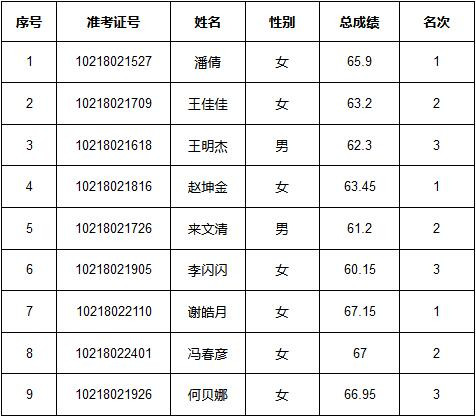 序号 准考证号 姓名 性别 总成绩 名次
1 10218021527 潘倩 女 65.9 1
2 10218021709 王佳佳 女 63.2 2
3 10218021618 王明杰 男 62.3 3
4 10218021816 赵坤金 女 63.45 1
5 10218021726 来文清 男 61.2 2
6 10218021905 李闪闪 女 60.15 3
7 10218022110 谢皓月 女 67.15 1
8 10218022401 冯春彦 女 67 2
9 10218021926 何贝娜 女 66.95 3